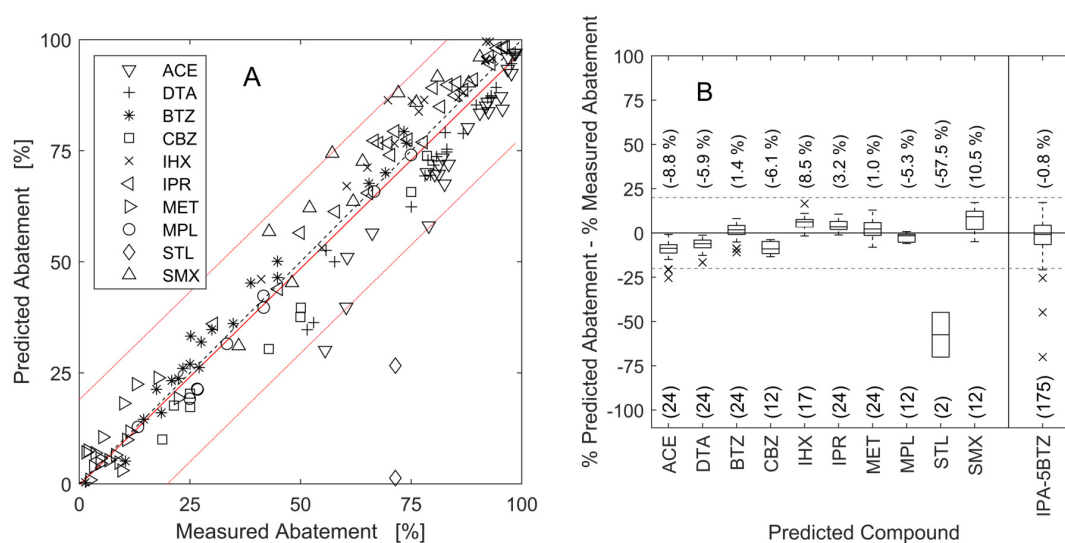 A
ACE
DTA
BTZ
CBZ
IHX
IPR
MET
MPL
STL
SMX
100
75
50
25
0
Predicted Abatement [%]
0 25 50 75 100
Measured Abatement [%]
B
% Predicted Abatement - % Measured Abatement
100
75
50
25
0
-25
-50
-75
-100
(-8.8 %)
(-5.9 %)
(1.4 %)
(-6.1 %)
(8.5 %)
(3.2 %)
(1.0 %)
(-5.3 %)
(-57.5 %)
(10.5 %)
(-0.8 %)
(24)
(24)
(24)
(12)
(17)
(24)
(24)
(12)
(2)
(12)
(175)
ACE
DTA
BTZ
CBZ
IHX
IPR
MET
MPL
STL
SMX
IPA-5BTZ
Predicted Compound